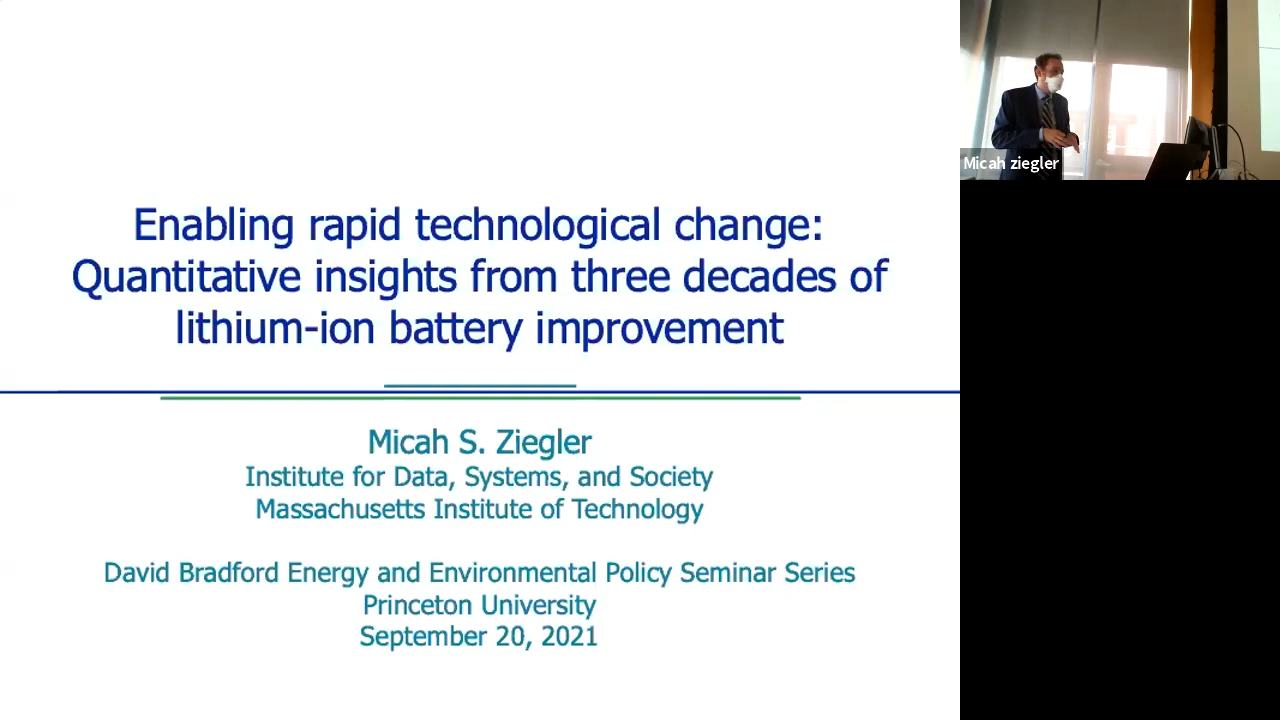 Enabling rapid technological change:
Quantitative insights from three decades of
lithium-ion battery improvement
Micah S. Ziegler
Institute for Data, Systems, and Society
Massachusetts Institute of Technology
David Bradford Energy and Environmental Policy Seminar Series
Princeton University
September 20, 2021
Micah ziegler